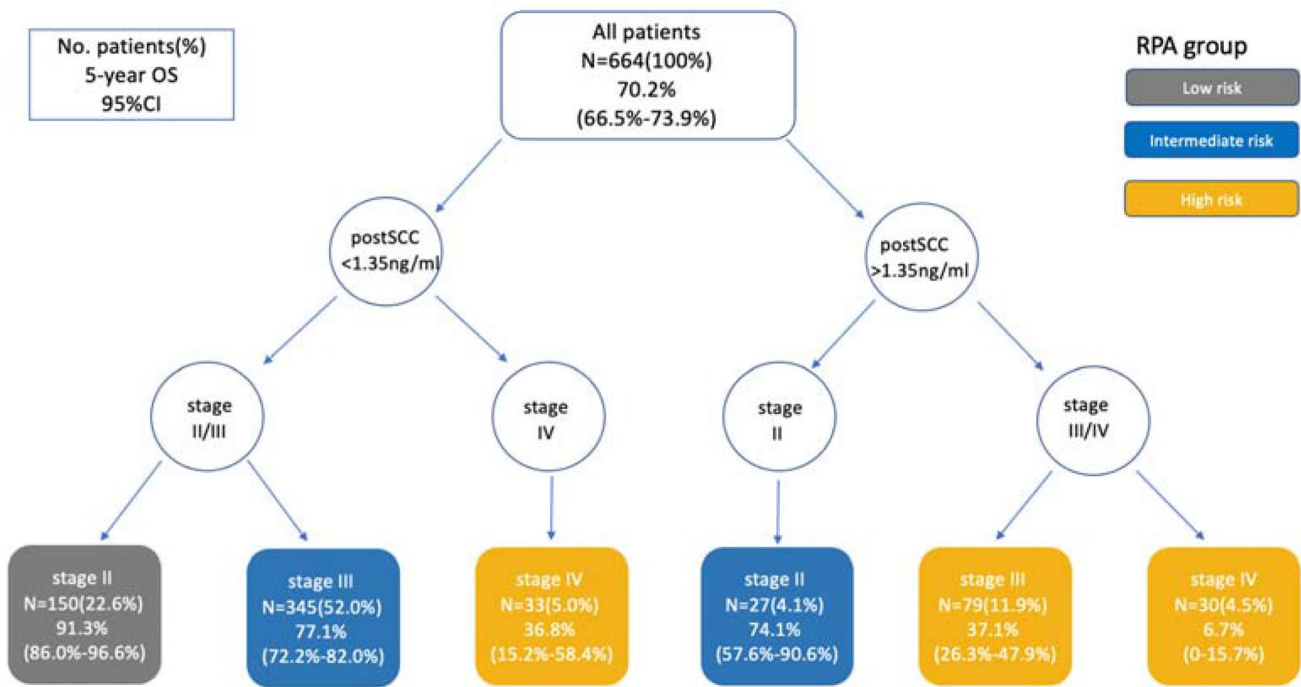 No. patients(%)
5-year OS
95%CI
All patients
N=664(100%)
70.2%
(66.5%-73.9%)
RPA group
Low risk
Intermediate risk
High risk
postSCC
<1.35ng/ml
postSCC
>1.35ng/ml
stage
II/III
stage
IV
stage
II
stage
III/IV
stage II
N=150(22.6%)
91.3%
(86.0%-96.6%)
stage III
N=345(52.0%)
77.1%
(72.2%-82.0%)
stage IV
N=33(5.0%)
36.8%
(15.2%-58.4%)
stage II
N=27(4.1%)
74.1%
(57.6%-90.6%)
stage III
N=79(11.9%)
37.1%
(26.3%-47.9%)
stage IV
N=30(4.5%)
6.7%
(0-15.7%)